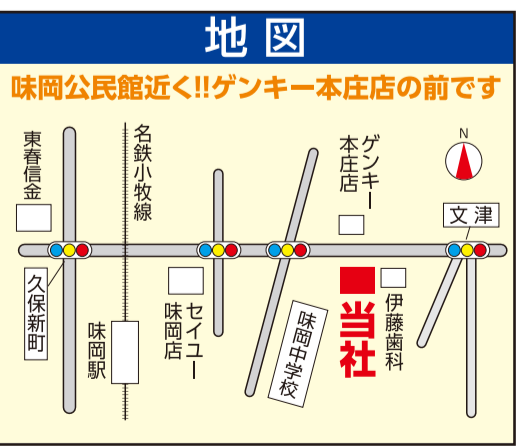 地図
味岡公民館近く!!ゲンキー本庄店の前です
東春信金
名鉄小牧線
ゲンキー
本庄店
N
文津
久保新町
味岡駅
セイユー
味岡店
味岡中学校
当社
伊藤歯科